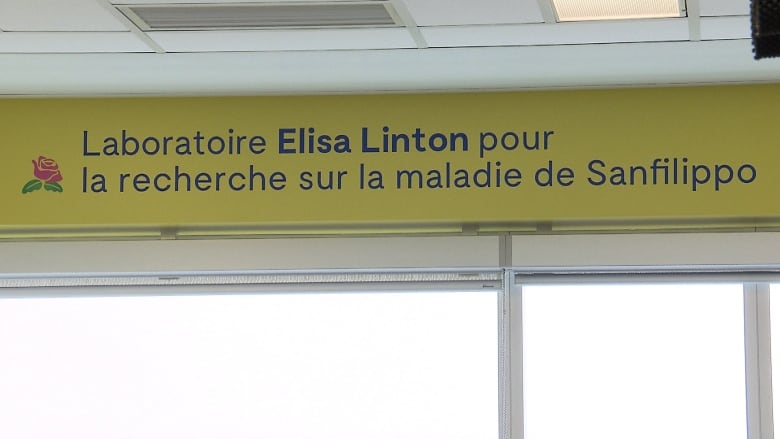 Laboratoire Elisa Linton pour
la recherche sur la maladie de Sanfilippo